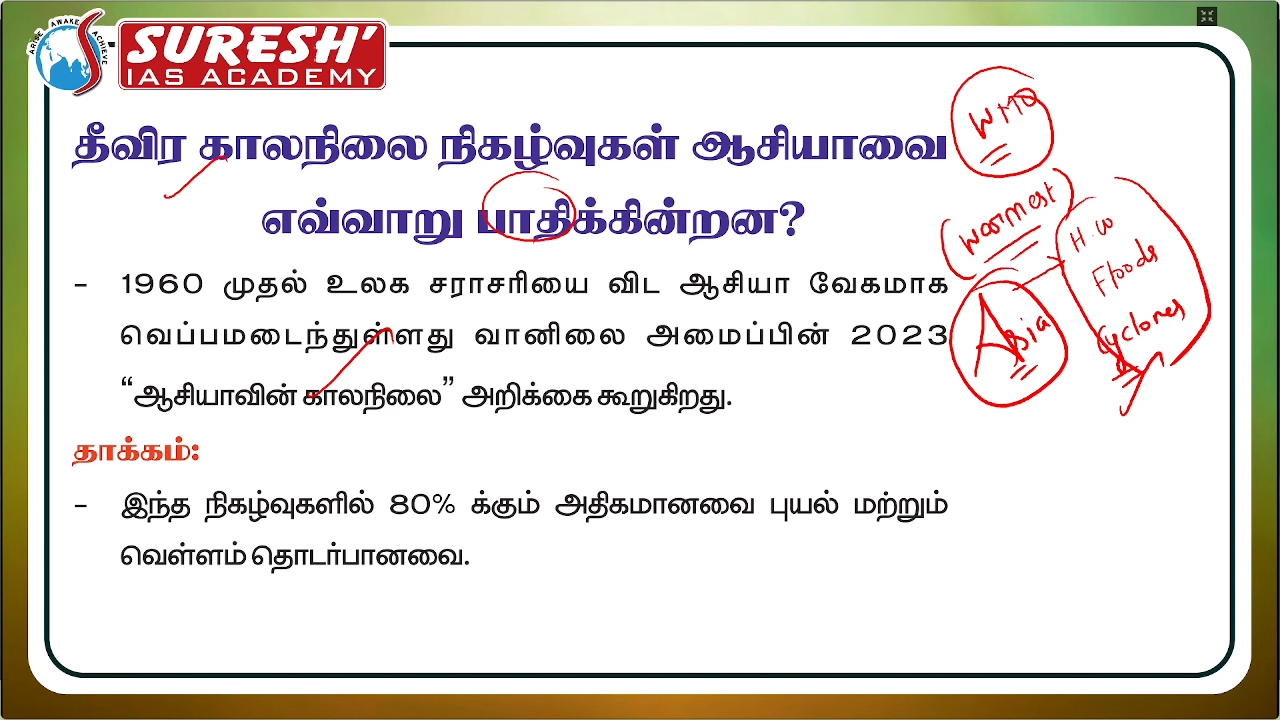 ARISE AWAKE ACHIEVE
SURESH'
IAS ACADEMY
தீவிர காலநிலை நிகழ்வுகள் ஆசியாவை
எவ்வாறு பாதிக்கின்றன?
- 1960 முதல் உலக சராசரியை விட ஆசியா வேகமாக
வெப்பமடைந்துள்ளது வானிலை அமைப்பின் 2023
“ஆசியாவின் காலநிலை” அறிக்கை கூறுகிறது.
தாக்கம்:
- இந்த நிகழ்வுகளில் 80% க்கும் அதிகமானவை புயல் மற்றும்
வெள்ளம் தொடர்பானவை.
WMO
warmest
Asia
H.W
Floods
Cyclones